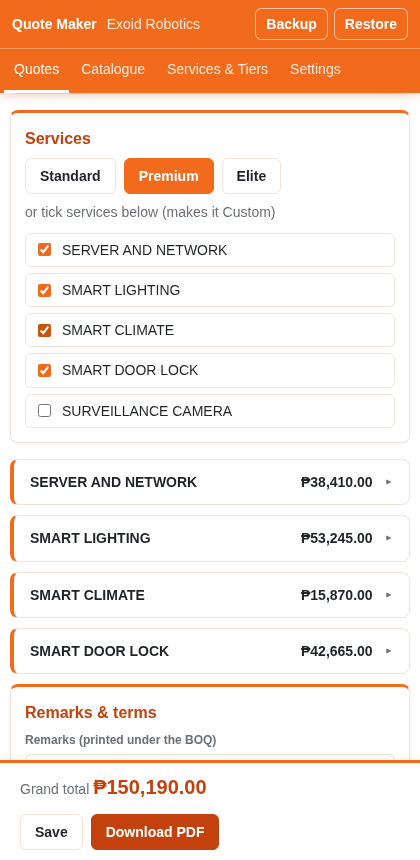 Quote Maker Exoid Robotics Backup Restore
Quotes Catalogue Services & Tiers Settings
Services
Standard Premium Elite
or tick services below (makes it Custom)
SERVER AND NETWORK
SMART LIGHTING
SMART CLIMATE
SMART DOOR LOCK
SURVEILLANCE CAMERA
SERVER AND NETWORK ₱38,410.00 ▸
SMART LIGHTING ₱53,245.00 ▸
SMART CLIMATE ₱15,870.00 ▸
SMART DOOR LOCK ₱42,665.00 ▸
Remarks & terms
Remarks (printed under the BOQ)
Grand total ₱150,190.00
Save Download PDF